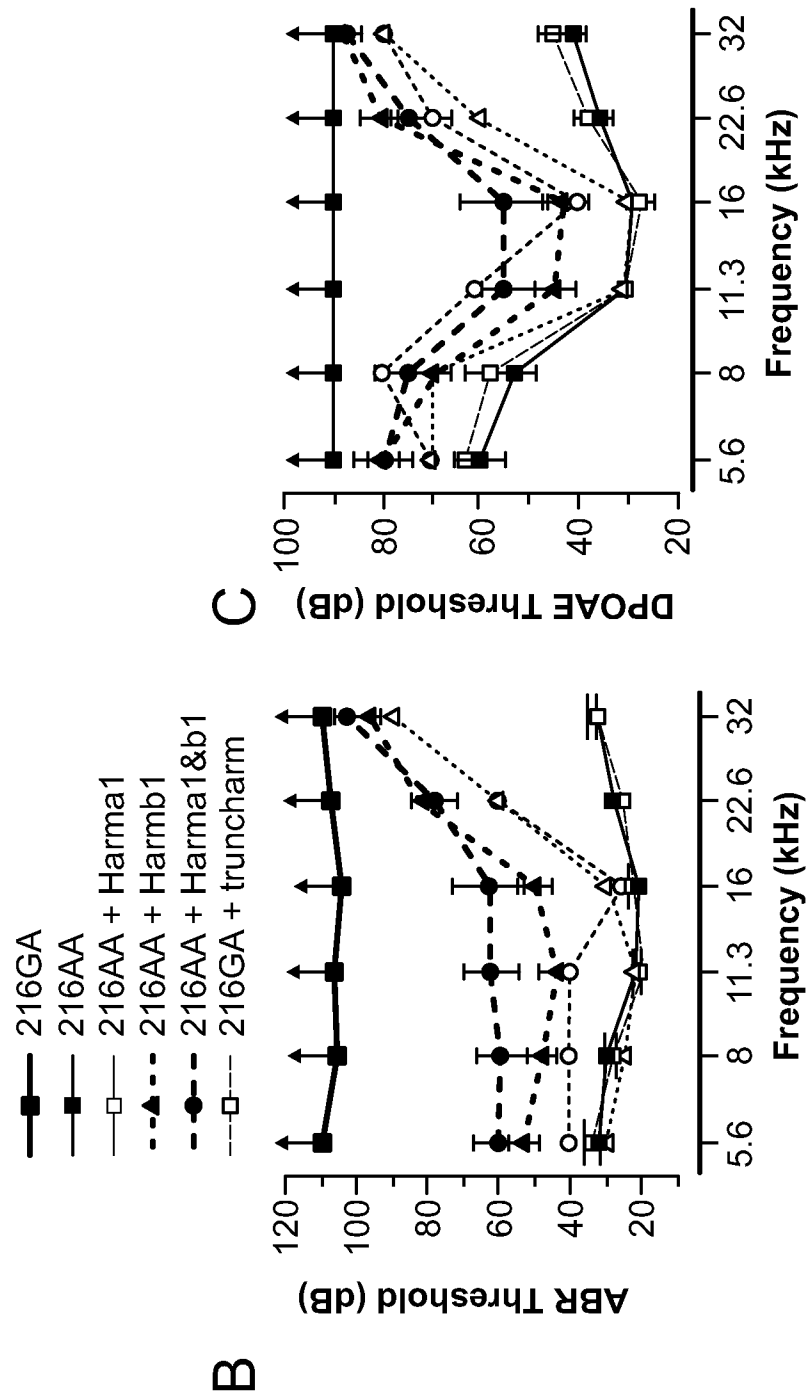 216GA
216AA
216AA + Harma1
216AA + Harmb1
216AA + Harma1&b1
216GA + truncharm
B
ABR Threshold (dB)
120
100
80
60
40
20
5.6 8 11.3 16 22.6 32
Frequency (kHz)
C
DPOAE Threshold (dB)
100
80
60
40
20
5.6 8 11.3 16 22.6 32
Frequency (kHz)